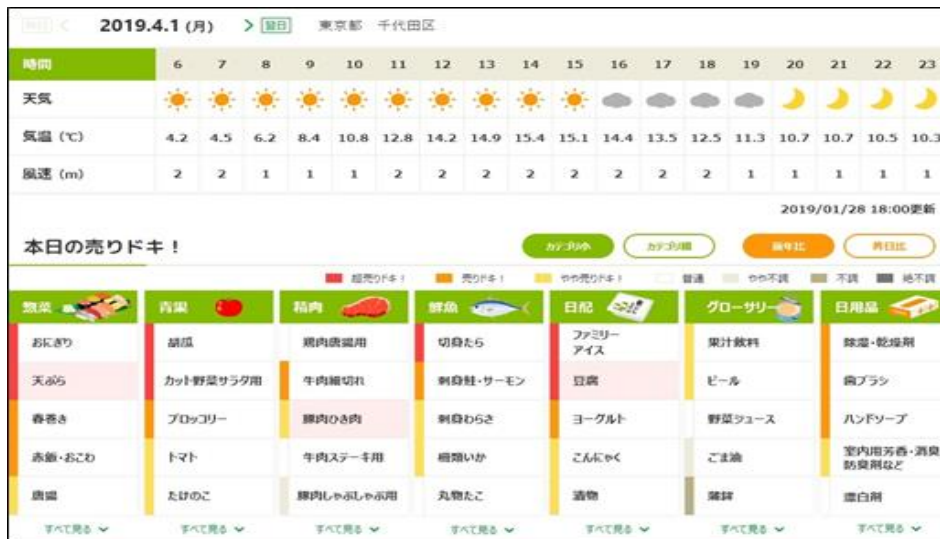 前日 < 2019.4.1 (月) > 翌日 東京都 千代田区
時間 6 7 8 9 10 11 12 13 14 15 16 17 18 19 20 21 22 23
天気
気温 (℃) 4.2 4.5 6.2 8.4 10.8 12.8 14.2 14.9 15.4 15.1 14.4 13.5 12.5 11.3 10.7 10.7 10.5 10.3
風速 (m) 2 2 1 1 1 2 2 2 2 2 2 2 2 1 1 1 1 1
2019/01/28 18:00更新
本日の売りドキ! カテゴリ小 カテゴリ細 前年比 昨日比
超売りドキ! 売りドキ! やや売りドキ! 普通 やや不調 不調 絶不調
惣菜 青果 精肉 鮮魚 日配 グローサリー 日用品
おにぎり 胡瓜 鶏肉唐揚用 切身たら ファミリー
アイス 果汁飲料 除湿・乾燥剤
天ぷら カット野菜サラダ用 牛肉細切れ 刺身鮭・サーモン 豆腐 ビール 歯ブラシ
春巻き ブロッコリー 豚肉ひき肉 刺身わらさ ヨーグルト 野菜ジュース ハンドソープ
赤飯・おこわ トマト 牛肉ステーキ用 細類いか こんにゃく ごま油 室内用芳香・消臭
防臭剤など
唐揚 たけのこ 豚肉しゃぶしゃぶ用 丸物たこ 漬物 漂白剤
すべて見る すべて見る すべて見る すべて見る すべて見る すべて見る すべて見る